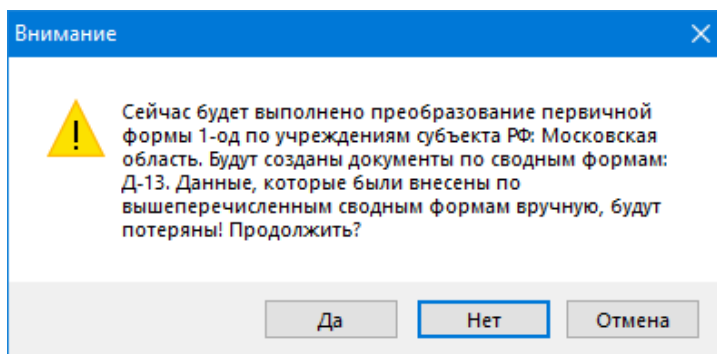 Внимание
Сейчас будет выполнено преобразование первичной
формы 1-од по учреждениям субъекта РФ: Московская
область. Будут созданы документы по сводным формам:
Д-13. Данные, которые были внесены по
вышеперечисленным сводным формам вручную, будут
потеряны! Продолжить?
Да
Нет
Отмена